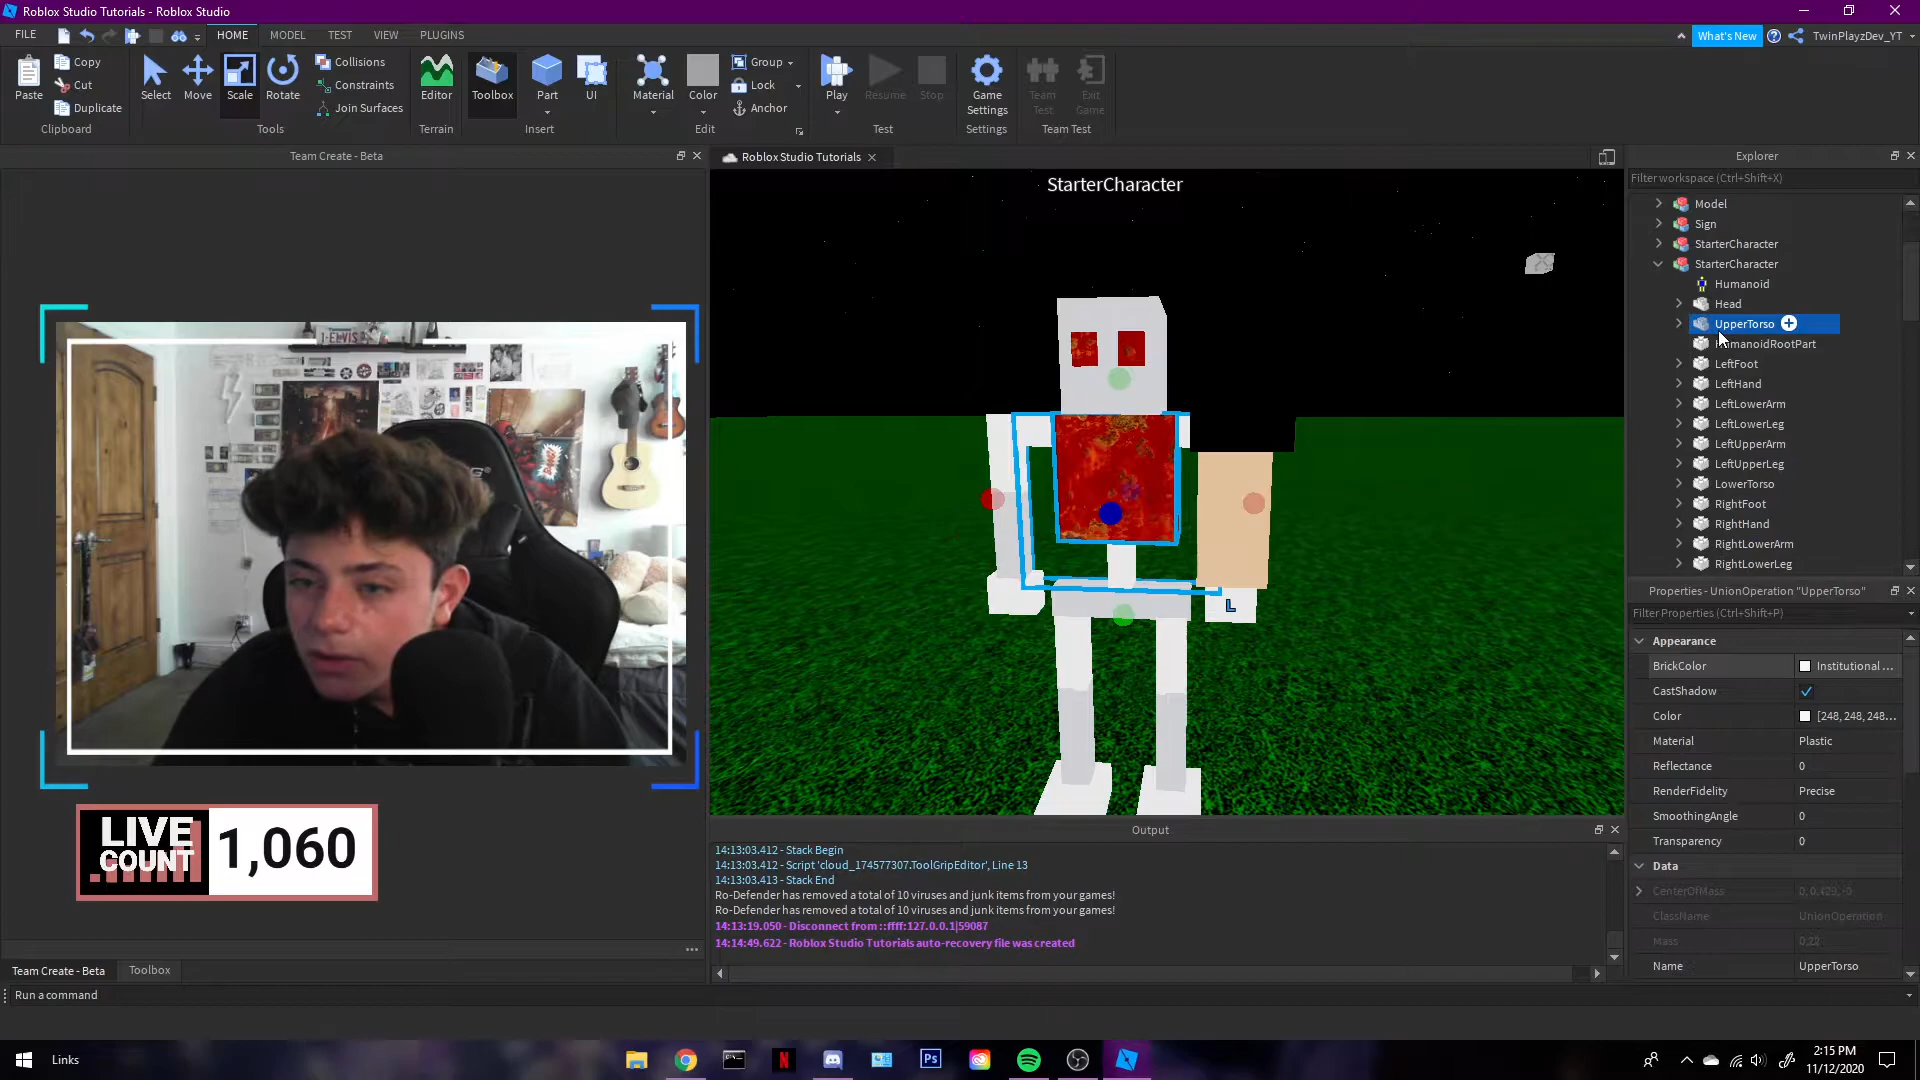 Roblox Studio Tutorials - Roblox Studio
FILE
HOME
MODEL
TEST
VIEW
PLUGINS
What's New
TwinPlayzDev_YT
Paste
Copy
Cut
Duplicate
Clipboard
Select
Move
Scale
Rotate
Collisions
Constraints
Join Surfaces
Tools
Editor
Terrain
Toolbox
Part
UI
Insert
Material
Color
Group
Lock
Anchor
Edit
Play
Resume
Stop
Test
Game
Settings
Settings
Team
Test
Exit
Game
Team Test
Team Create - Beta
Roblox Studio Tutorials
StarterCharacter
L
LIVE
COUNT
1,060
Output
14:13:03.412 - Stack Begin
14:13:03.412 - Script 'cloud_174577307.ToolGripEditor', Line 13
14:13:03.413 - Stack End
Ro-Defender has removed a total of 10 viruses and junk items from your games!
Ro-Defender has removed a total of 10 viruses and junk items from your games!
14:13:19.050 - Disconnect from ::ffff:127.0.0.1|59087
14:14:49.622 - Roblox Studio Tutorials auto-recovery file was created
Explorer
Filter workspace (Ctrl+Shift+X)
Model
Sign
StarterCharacter
StarterCharacter
Humanoid
Head
UpperTorso
HumanoidRootPart
LeftFoot
LeftHand
LeftLowerArm
LeftLowerLeg
LeftUpperArm
LeftUpperLeg
LowerTorso
RightFoot
RightHand
RightLowerArm
RightLowerLeg
Properties - UnionOperation "UpperTorso"
Filter Properties (Ctrl+Shift+P)
Appearance
BrickColor Institutional ...
CastShadow
Color [248, 248, 248...
Material Plastic
Reflectance 0
RenderFidelity Precise
SmoothingAngle 0
Transparency 0
Data
CenterOfMass
ClassName UnionOperation
Mass 0.22
Name UpperTorso
Team Create - Beta
Toolbox
Run a command
Links
Ps
2:15 PM
11/12/2020